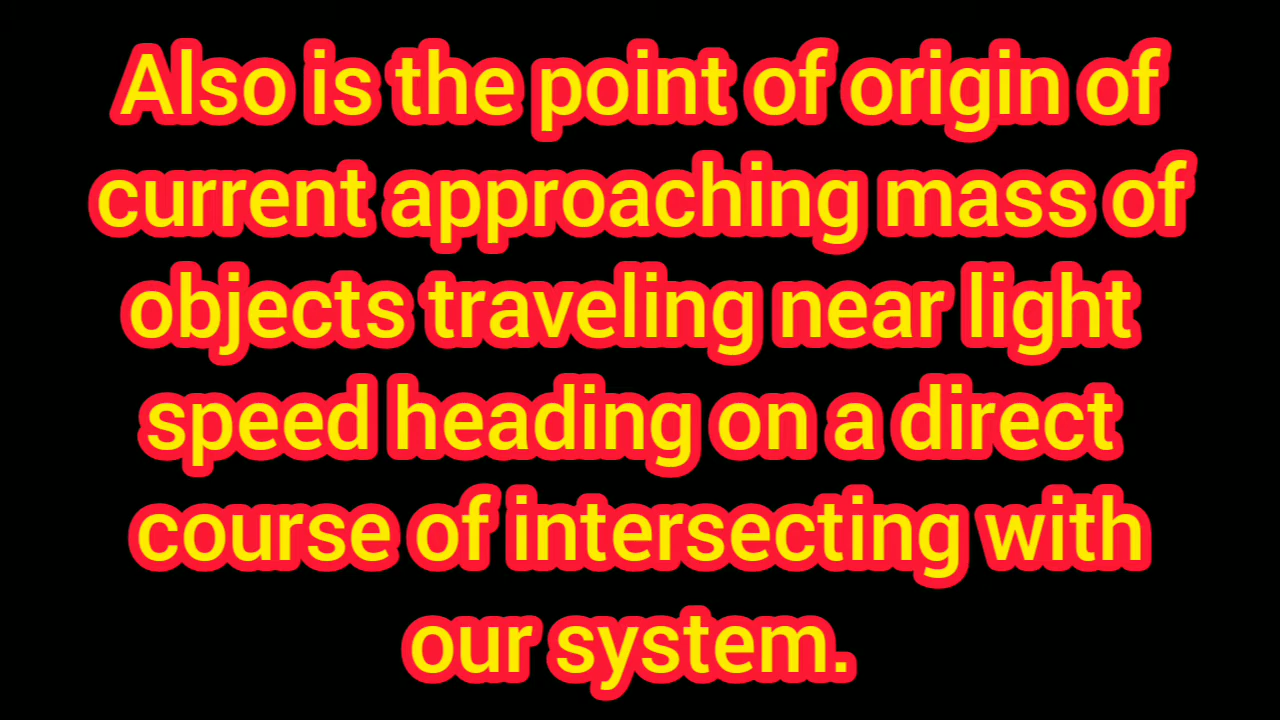 Also is the point of origin of
current approaching mass of
objects traveling near light
speed heading on a direct
course of intersecting with
our system.